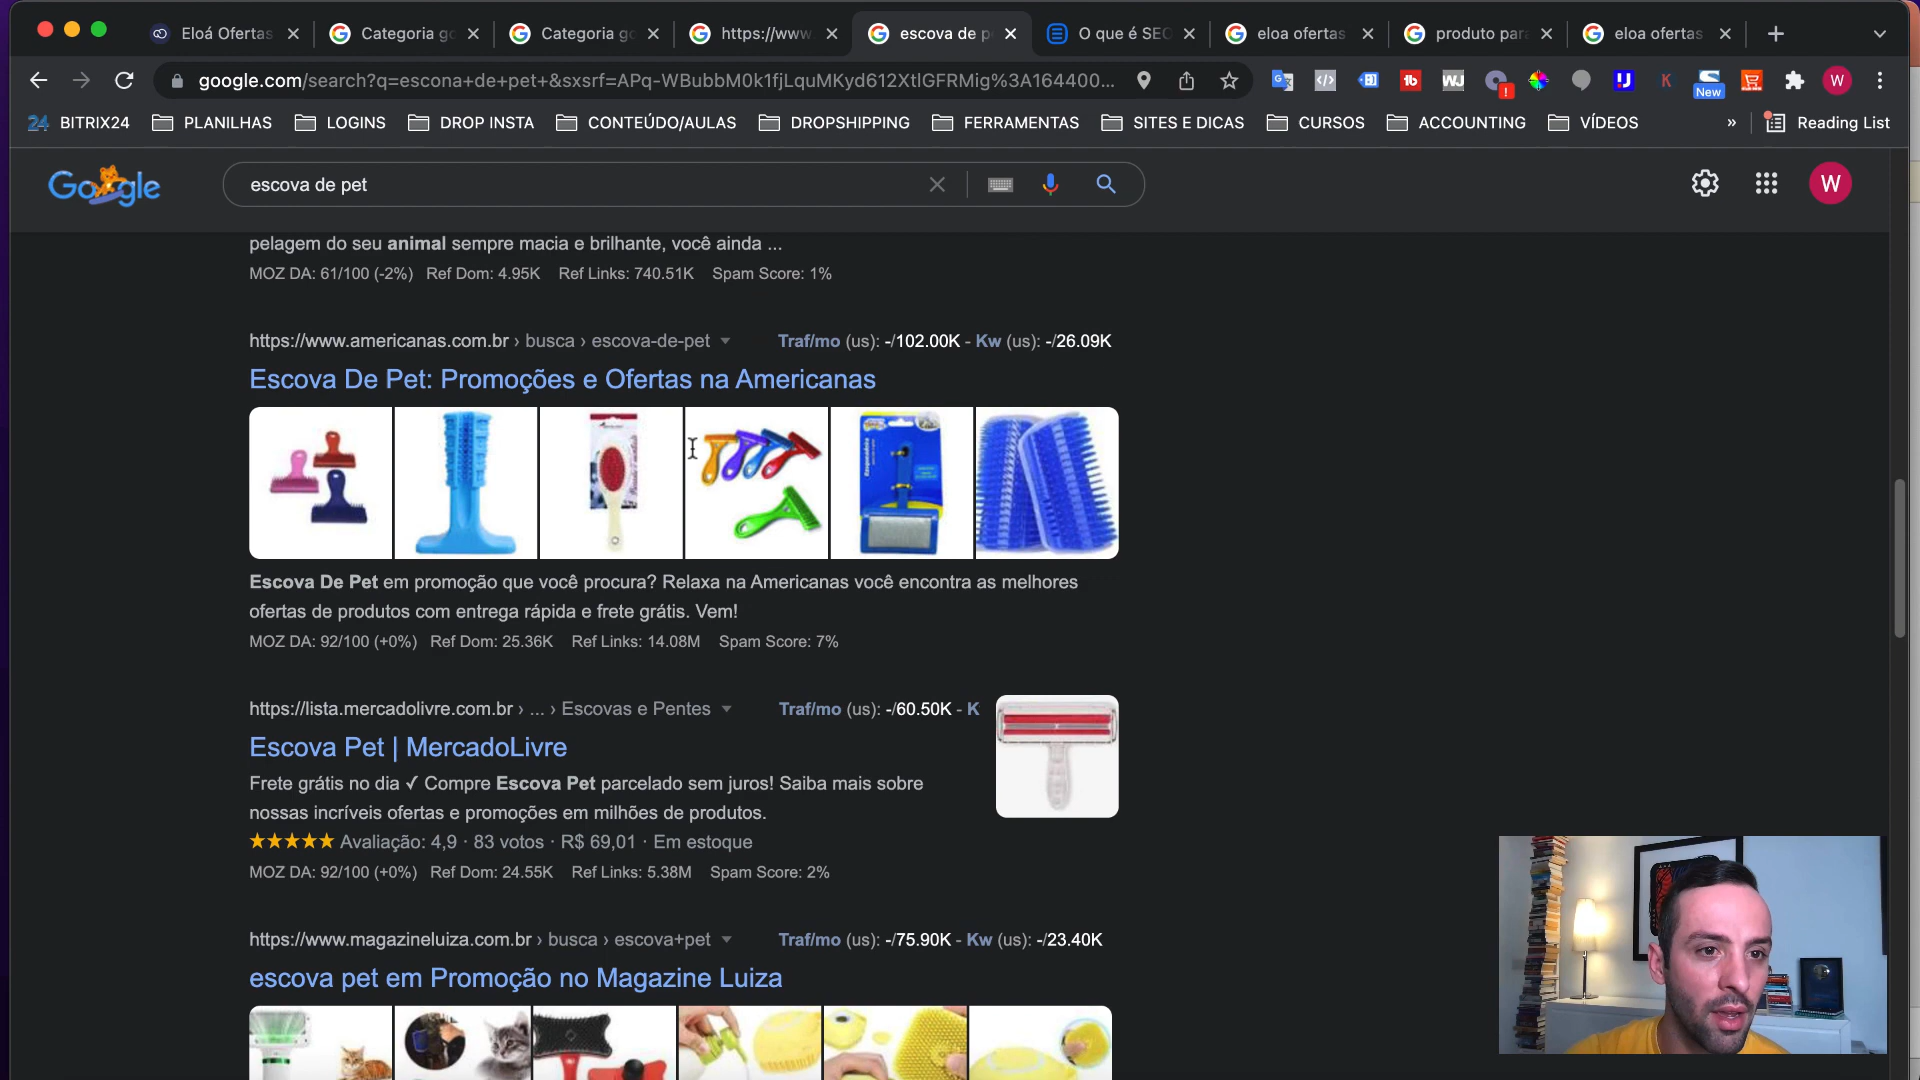 Eloá Ofertas
Categoria go
Categoria go
https://www.
escova de p
O que é SEO
eloa ofertas
produto para
eloa ofertas
google.com/search?q=escona+de+pet+&sxsrf=APq-WBubbM0k1fjLquMKyd612XtlGFRMig%3A164400...
New
W
24 BITRIX24
PLANILHAS
LOGINS
DROP INSTA
CONTEÚDO/AULAS
DROPSHIPPING
FERRAMENTAS
SITES E DICAS
CURSOS
ACCOUNTING
VÍDEOS
»
Reading List
Google
escova de pet
W
pelagem do seu animal sempre macia e brilhante, você ainda ...
MOZ DA: 61/100 (-2%) Ref Dom: 4.95K Ref Links: 740.51K Spam Score: 1%
https://www.americanas.com.br › busca › escova-de-pet Traf/mo (us): -/102.00K - Kw (us): -/26.09K
Escova De Pet: Promoções e Ofertas na Americanas
Escova De Pet em promoção que você procura? Relaxa na Americanas você encontra as melhores
ofertas de produtos com entrega rápida e frete grátis. Vem!
MOZ DA: 92/100 (+0%) Ref Dom: 25.36K Ref Links: 14.08M Spam Score: 7%
https://lista.mercadolivre.com.br › ... › Escovas e Pentes Traf/mo (us): -/60.50K - K
Escova Pet | MercadoLivre
Frete grátis no dia ✓ Compre Escova Pet parcelado sem juros! Saiba mais sobre
nossas incríveis ofertas e promoções em milhões de produtos.
★★★★★ Avaliação: 4,9 · 83 votos · R$ 69,01 · Em estoque
MOZ DA: 92/100 (+0%) Ref Dom: 24.55K Ref Links: 5.38M Spam Score: 2%
https://www.magazineluiza.com.br › busca › escova+pet Traf/mo (us): -/75.90K - Kw (us): -/23.40K
escova pet em Promoção no Magazine Luiza